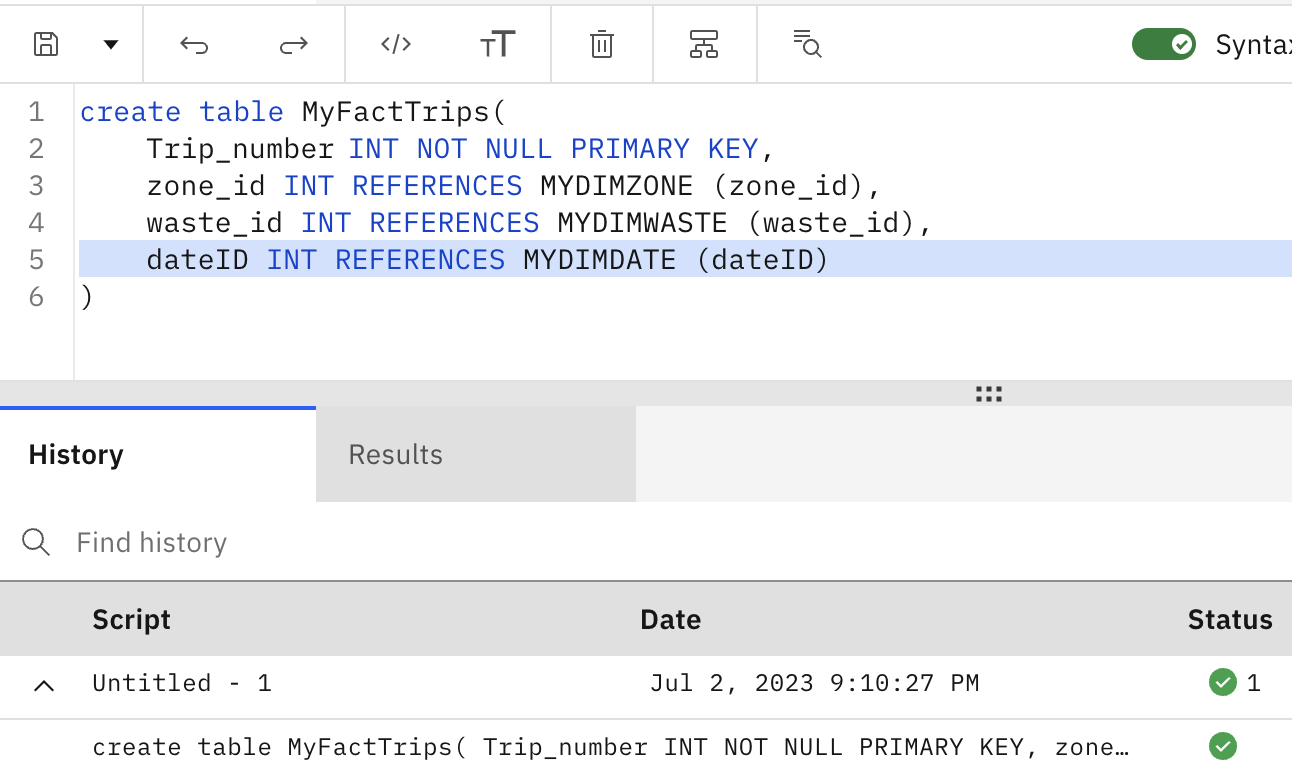 Syntax
1 create table MyFactTrips(
2 Trip_number INT NOT NULL PRIMARY KEY,
3 zone_id INT REFERENCES MYDIMZONE (zone_id),
4 waste_id INT REFERENCES MYDIMWASTE (waste_id),
5 dateID INT REFERENCES MYDIMDATE (dateID)
6 )
History Results
Find history
Script Date Status
Untitled - 1 Jul 2, 2023 9:10:27 PM 1
create table MyFactTrips( Trip_number INT NOT NULL PRIMARY KEY, zone…